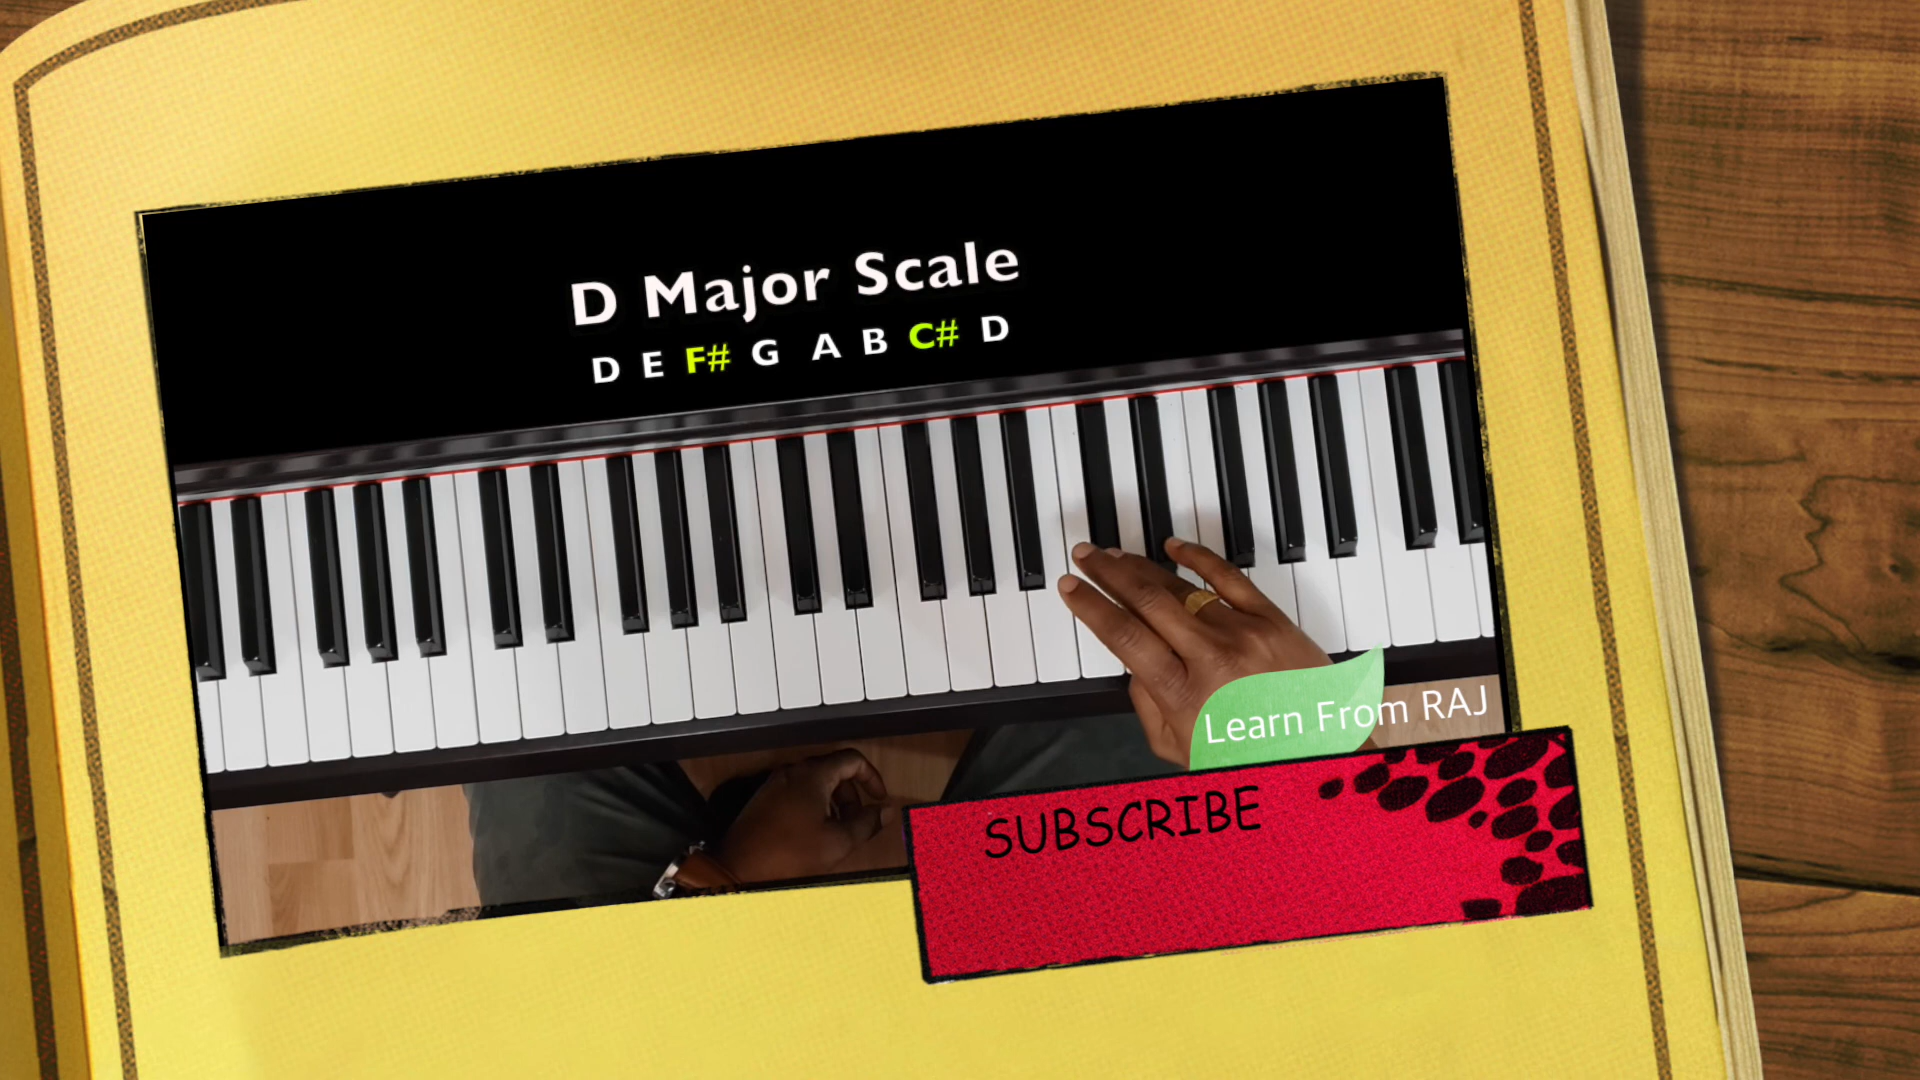 D Major Scale
D E F# G A B C# D
Learn From RAJ
SUBSCRIBE